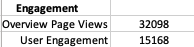 Engagement
Overview Page Views 32098
User Engagement 15168